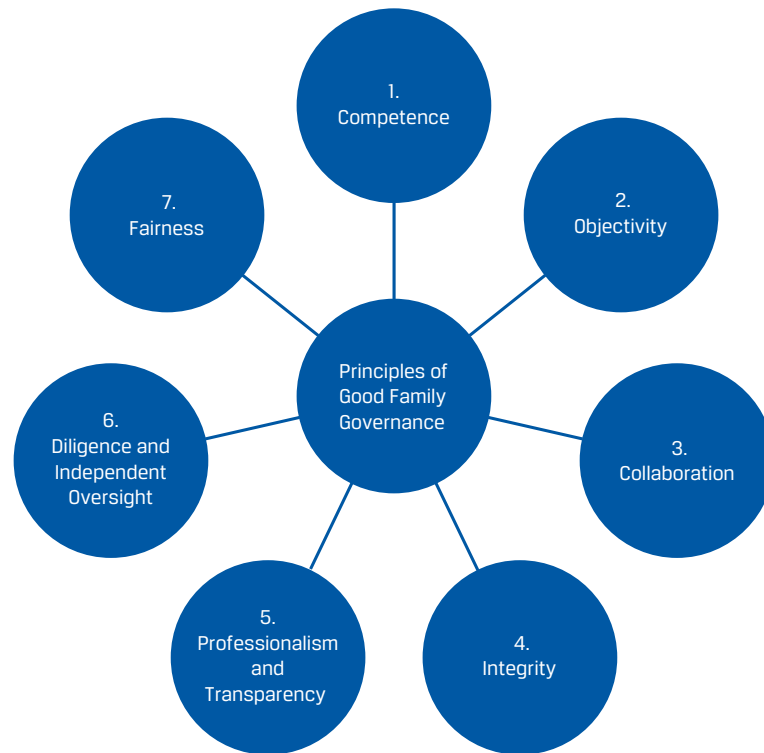 1.
Competence
2.
Objectivity
3.
Collaboration
4.
Integrity
5.
Professionalism
and
Transparency
6.
Diligence and
Independent
Oversight
7.
Fairness
Principles of
Good Family
Governance